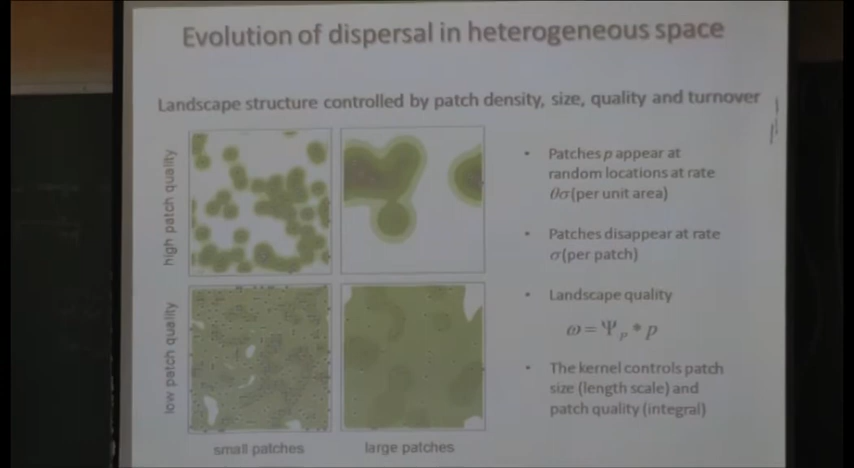 Evolution of dispersal in heterogeneous space
Landscape structure controlled by patch density, size, quality and turnover
high patch quality
low patch quality
small patches
large patches
• Patches p appear at
random locations at rate
θσ(per unit area)
• Patches disappear at rate
σ(per patch)
• Landscape quality
ω = Ψp * p
• The kernel controls patch
size (length scale) and
patch quality (integral)